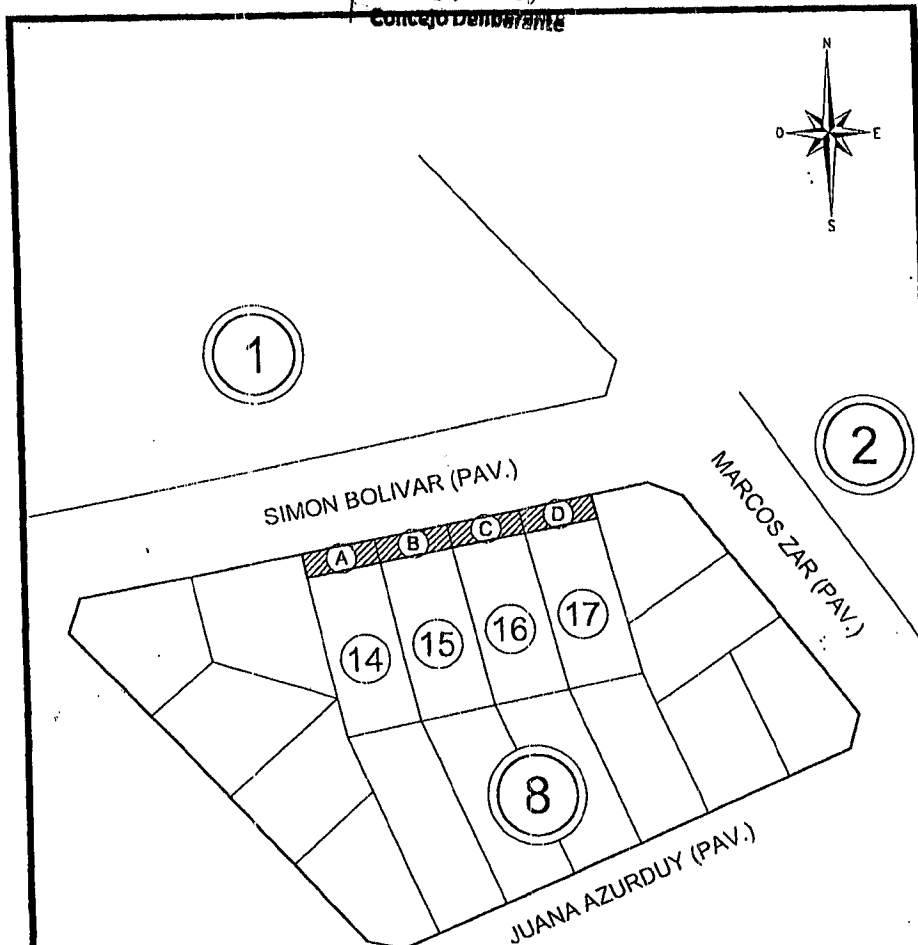 Concejo Deliberante
N
O E
S
1
2
SIMON BOLIVAR (PAV.)
MARCOS ZAR (PAV.)
A B C D
14 15 16 17
8
JUANA AZURDUY (PAV.)